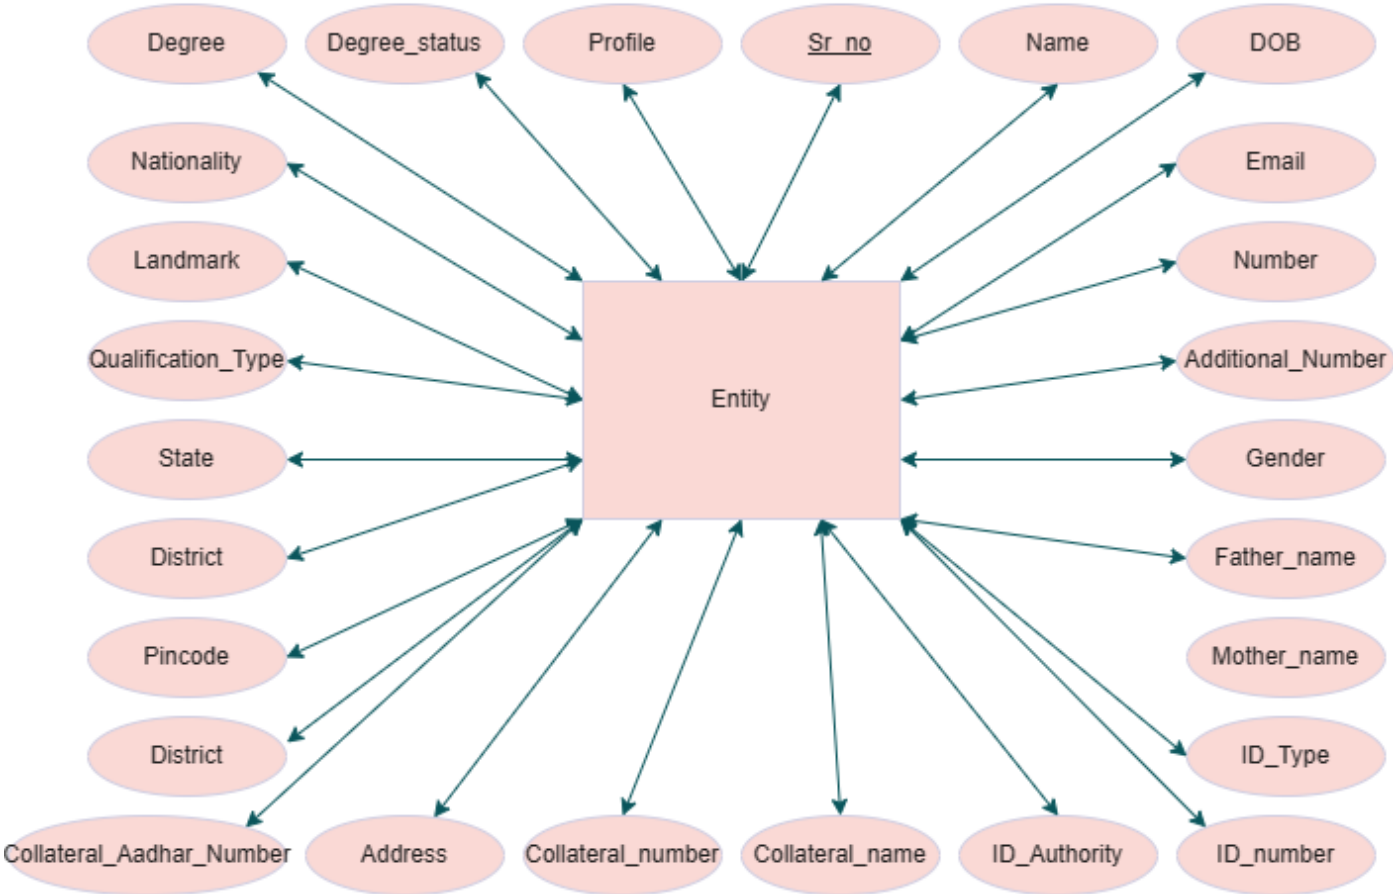 Degree
Degree_status
Profile
Sr_no
Name
DOB
Nationality
Email
Landmark
Number
Qualification_Type
Additional_Number
Entity
State
Gender
District
Father_name
Pincode
Mother_name
District
ID_Type
Collateral_Aadhar_Number
Address
Collateral_number
Collateral_name
ID_Authority
ID_number